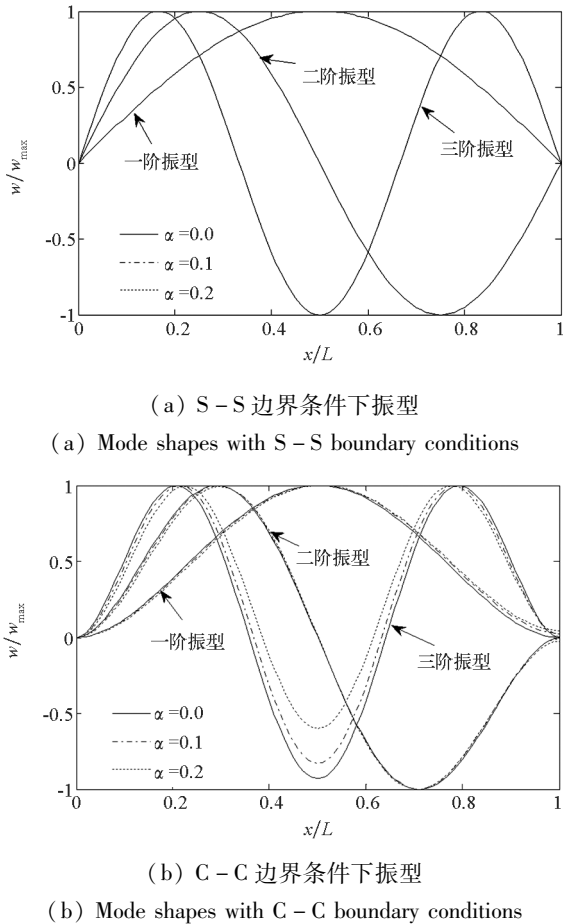 1
0.5
0
-0.5
-1
w/w_max
一阶振型
二阶振型
三阶振型
α=0.0
α=0.1
α=0.2
0
0.2
0.4
0.6
0.8
1
x/L
（a）S－S 边界条件下振型
（a）Mode shapes with S－S boundary conditions
1
0.5
0
-0.5
-1
w/w_max
一阶振型
二阶振型
三阶振型
α=0.0
α=0.1
α=0.2
0
0.2
0.4
0.6
0.8
1
x/L
（b）C－C 边界条件下振型
（b）Mode shapes with C－C boundary conditions